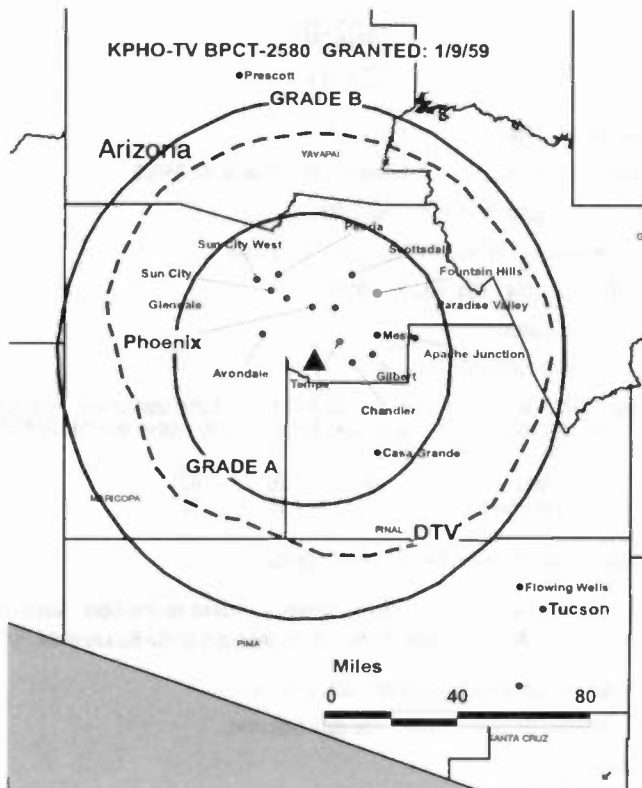 KPHO-TV BPCT-2580 GRANTED: 1/9/59
Prescott
GRADE B
Arizona
YAVAPAI
Peoria
Sun City West
Scottsdale
Sun City
Fountain Hills
Glendale
Paradise Valley
Phoenix
Mesa
Apache Junction
Avondale
Tempe
Gilbert
Chandler
GRADE A
Casa Grande
MARICOPA
PINAL
DTV
Flowing Wells
Tucson
PIMA
Miles
0 40 80
SANTA CRUZ